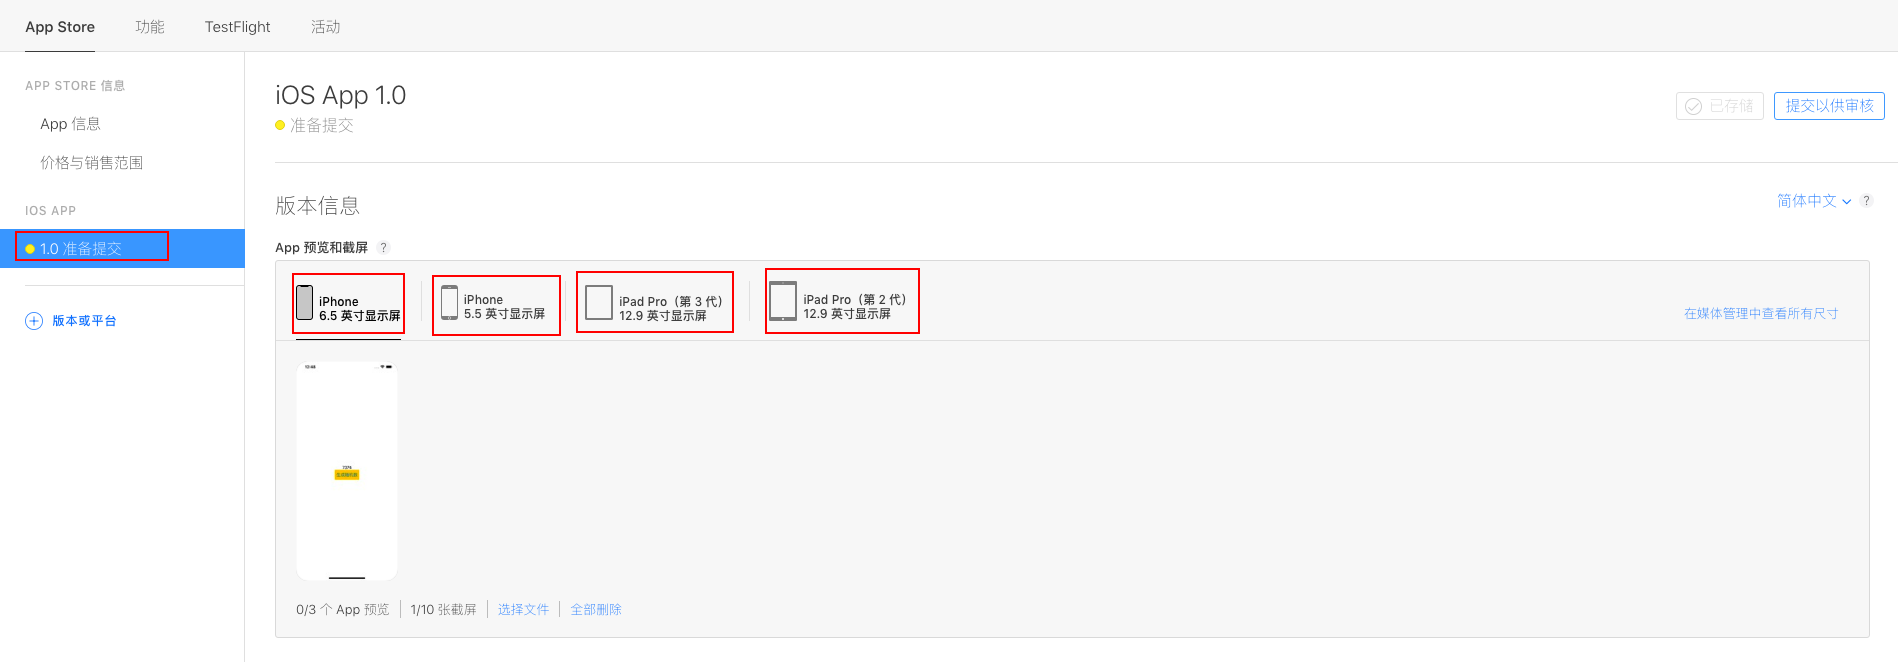 App Store 功能 TestFlight 活动
APP STORE 信息
App 信息
价格与销售范围
IOS APP
1.0 准备提交
版本或平台
iOS App 1.0
准备提交
已存储 提交以供审核
版本信息
简体中文 ?
App 预览和截屏 ?
iPhone
6.5 英寸显示屏
iPhone
5.5 英寸显示屏
iPad Pro（第 3 代）
12.9 英寸显示屏
iPad Pro（第 2 代）
12.9 英寸显示屏
在媒体管理中查看所有尺寸
0/3 个 App 预览 1/10 张截屏 选择文件 全部删除